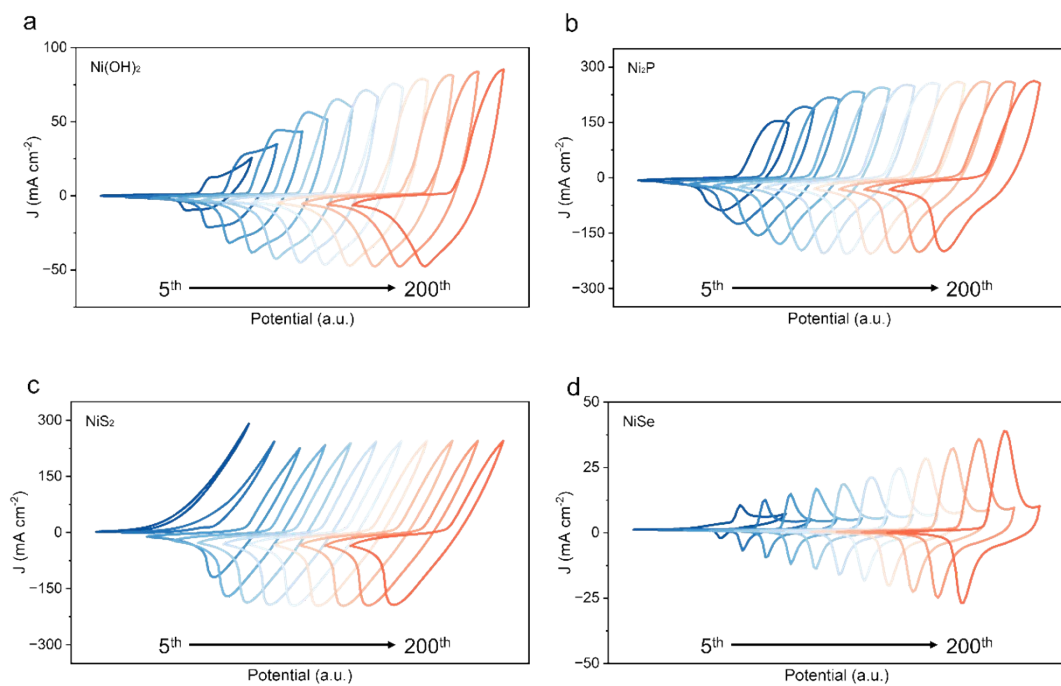 a
Ni(OH)₂
J (mA cm⁻²)
100
50
0
−50
5ᵗʰ
200ᵗʰ
Potential (a.u.)
b
Ni₂P
J (mA cm⁻²)
300
150
0
−150
−300
5ᵗʰ
200ᵗʰ
Potential (a.u.)
c
NiS₂
J (mA cm⁻²)
300
150
0
−150
−300
5ᵗʰ
200ᵗʰ
Potential (a.u.)
d
NiSe
J (mA cm⁻²)
50
25
0
−25
−50
5ᵗʰ
200ᵗʰ
Potential (a.u.)